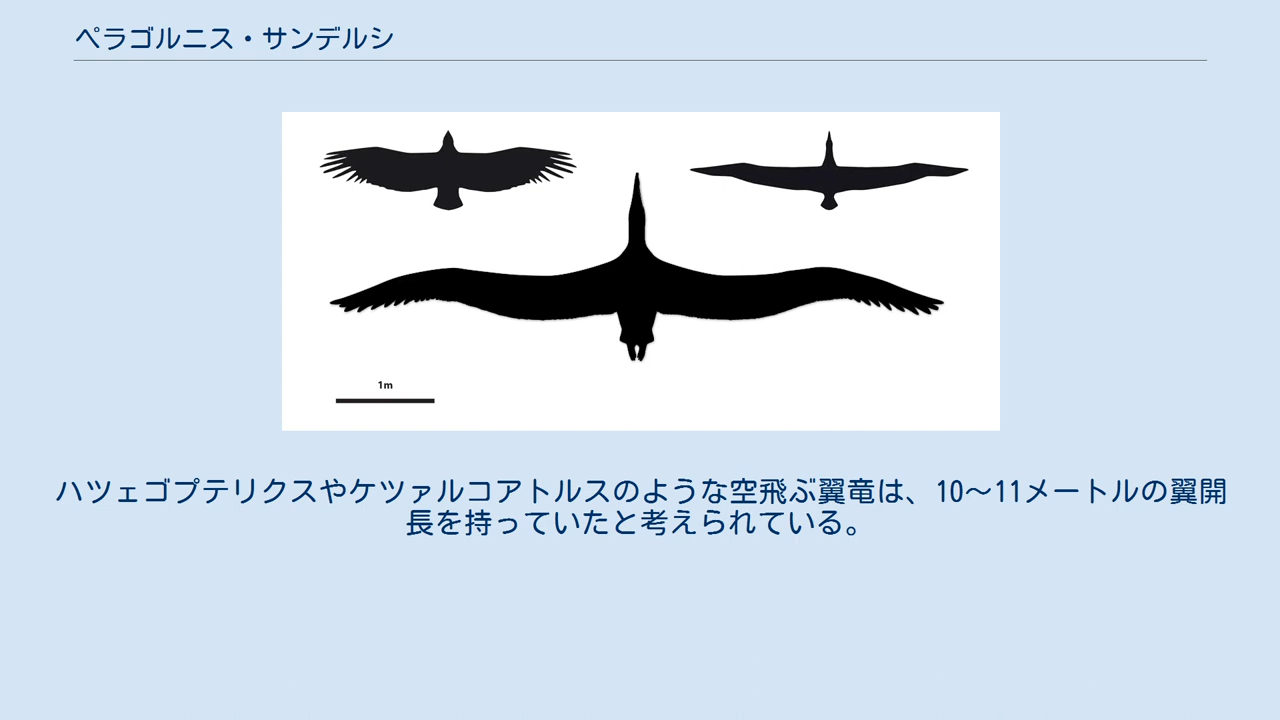 ペラゴルニス・サンデルシ
1m
ハツェゴプテリクスやケツァルコアトルスのような空飛ぶ翼竜は、10〜11メートルの翼開
長を持っていたと考えられている。